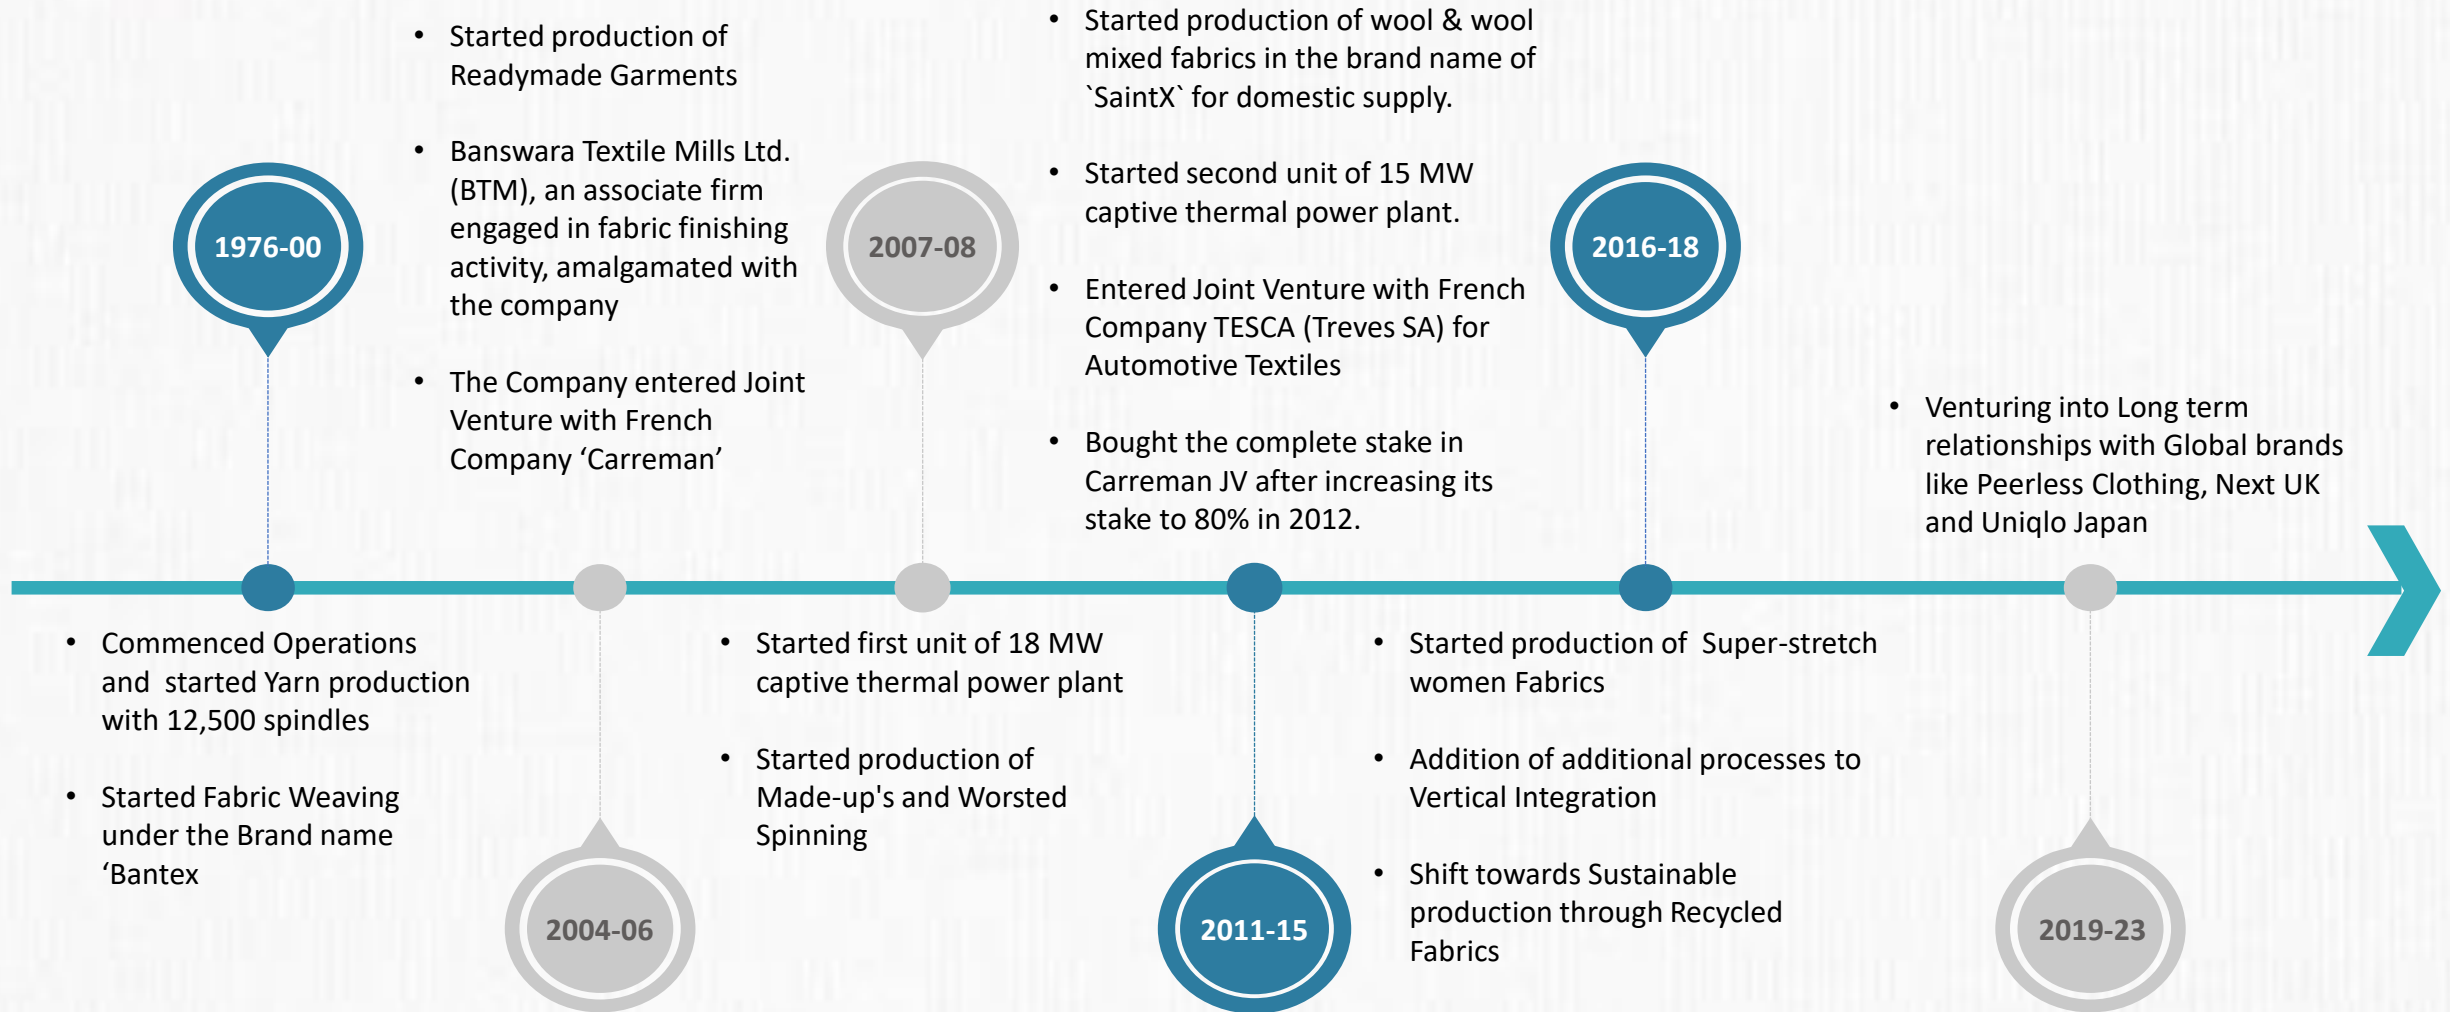 1976-00
• Commenced Operations
and  started Yarn production
with 12,500 spindles
• Started Fabric Weaving
under the Brand name
‘Bantex
2004-06
• Started production of
Readymade Garments
• Banswara Textile Mills Ltd.
(BTM), an associate firm
engaged in fabric finishing
activity, amalgamated with
the company
• The Company entered Joint
Venture with French
Company ‘Carreman’
2007-08
• Started first unit of 18 MW
captive thermal power plant
• Started production of
Made-up's and Worsted
Spinning
2011-15
• Started production of wool & wool
mixed fabrics in the brand name of
`SaintX` for domestic supply.
• Started second unit of 15 MW
captive thermal power plant.
• Entered Joint Venture with French
Company TESCA (Treves SA) for
Automotive Textiles
• Bought the complete stake in
Carreman JV after increasing its
stake to 80% in 2012.
2016-18
• Started production of  Super-stretch
women Fabrics
• Addition of additional processes to
Vertical Integration
• Shift towards Sustainable
production through Recycled
Fabrics
2019-23
• Venturing into Long term
relationships with Global brands
like Peerless Clothing, Next UK
and Uniqlo Japan